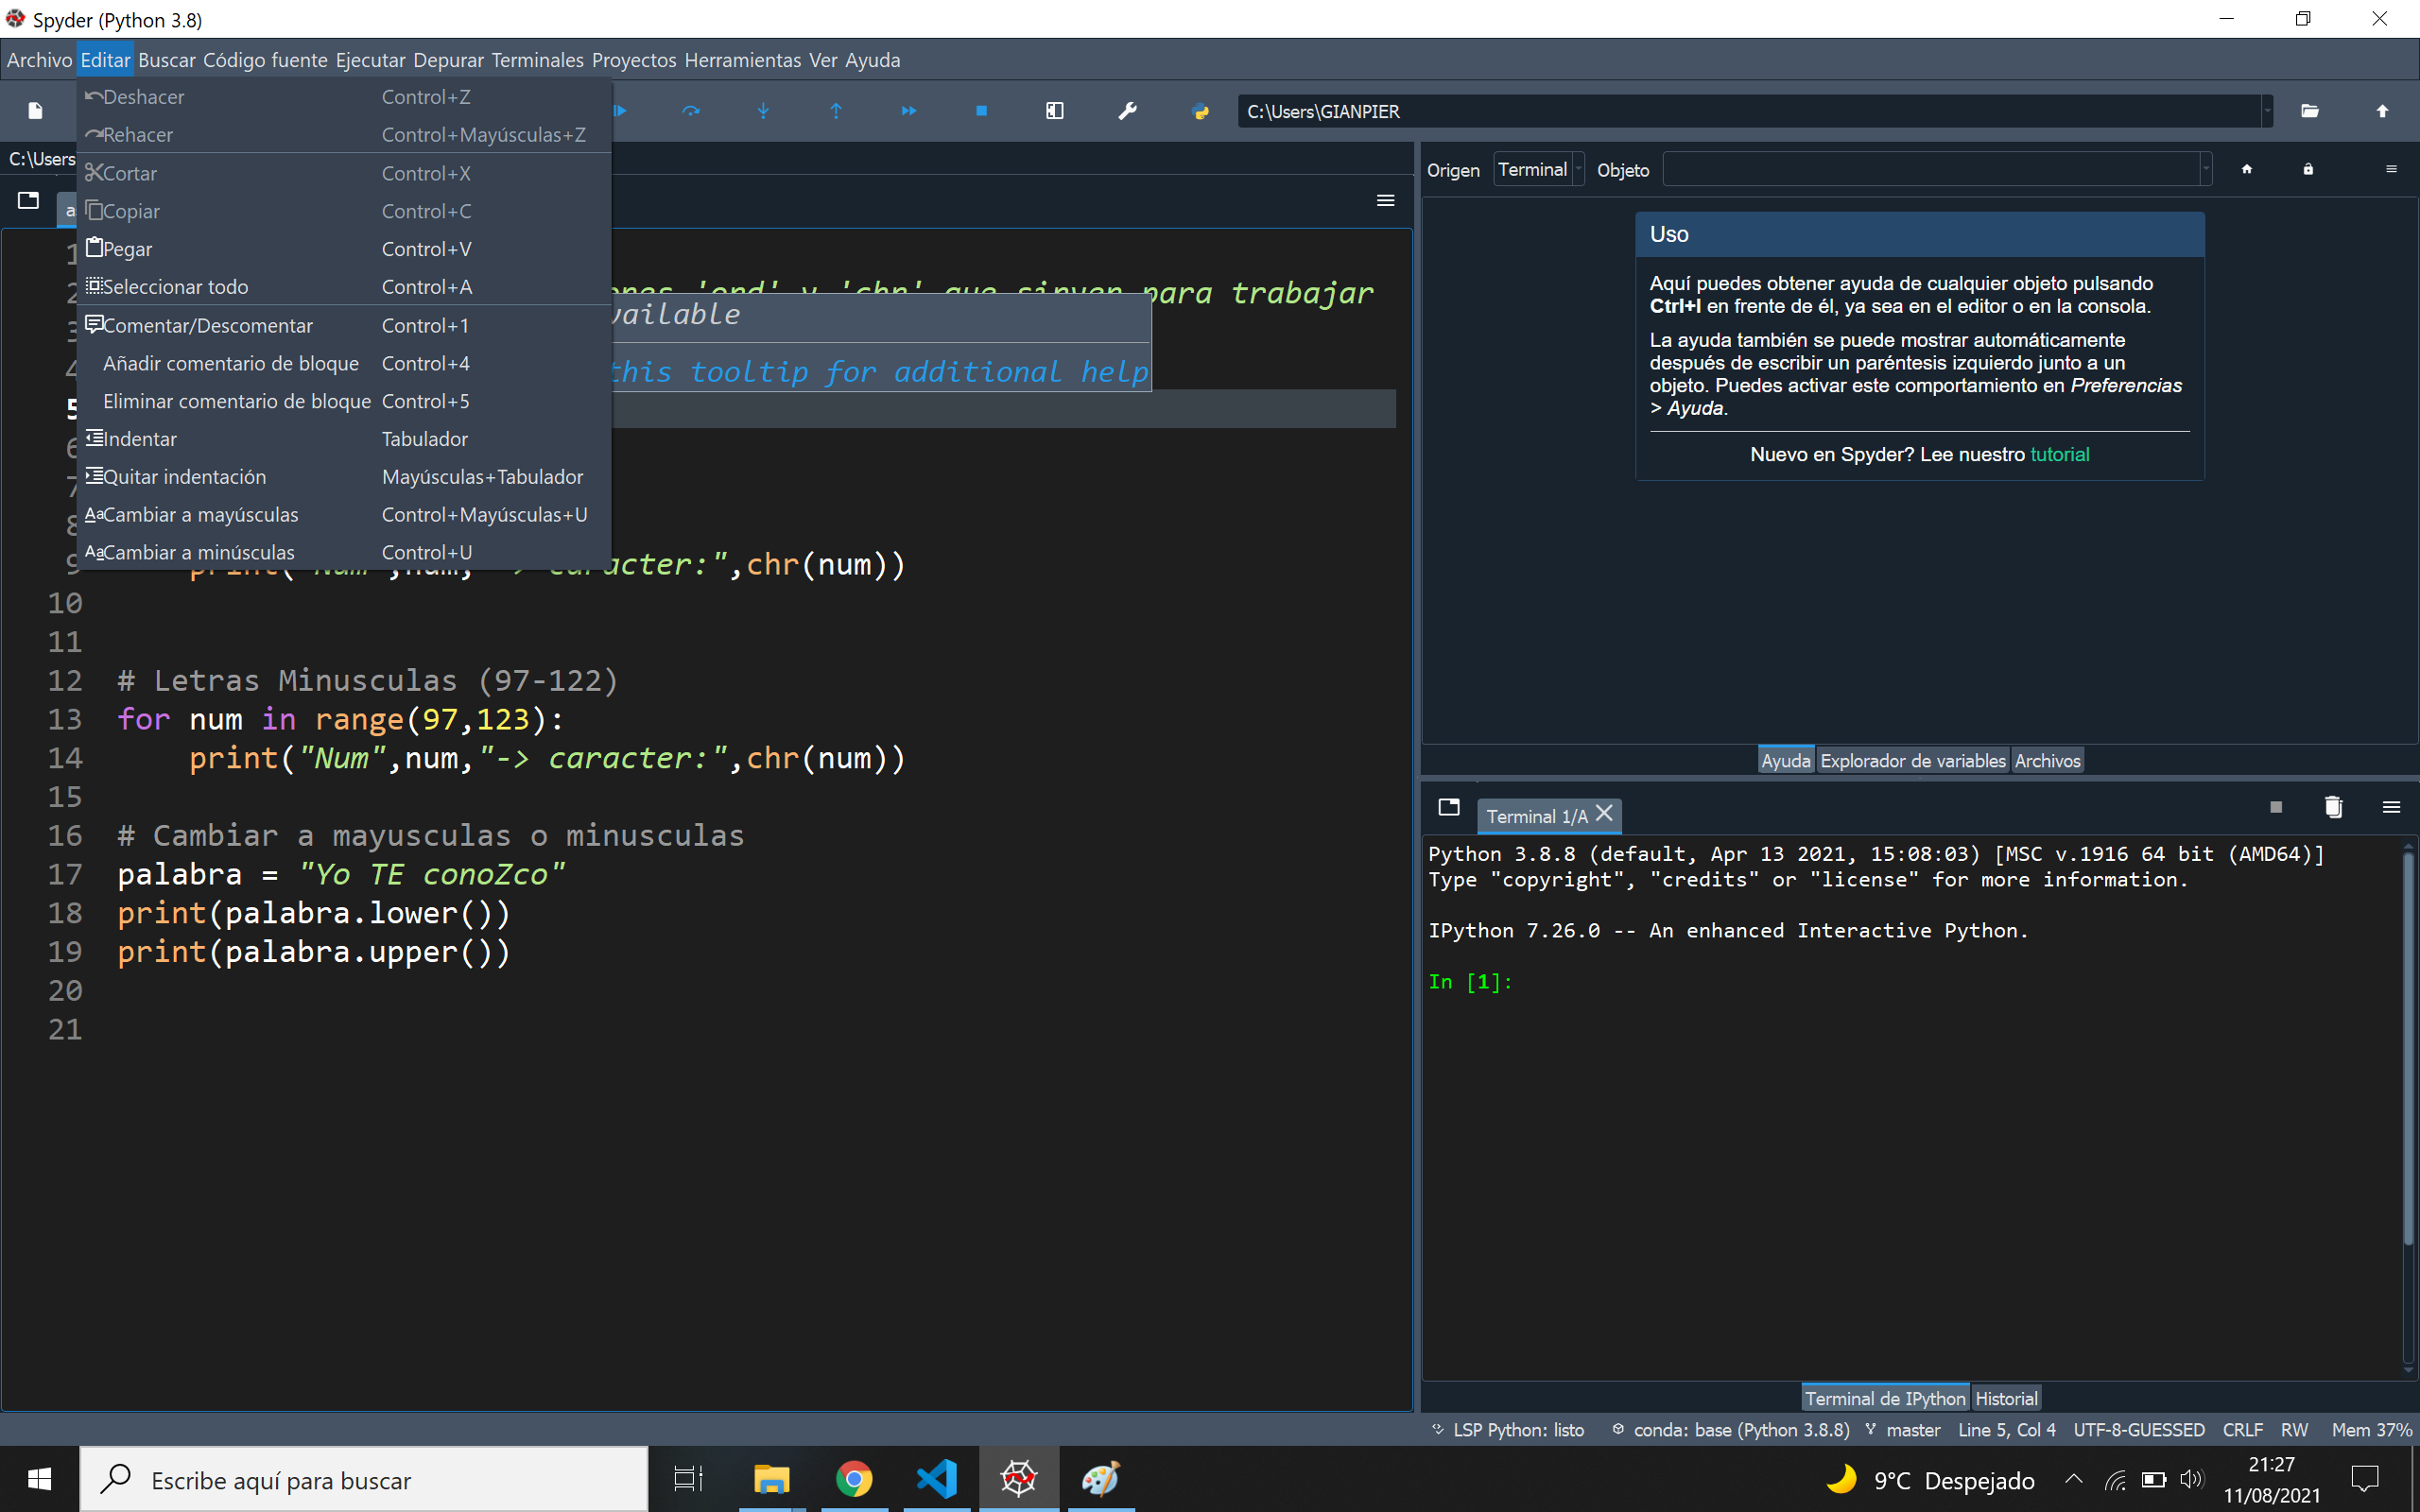 Spyder (Python 3.8)
Archivo Editar Buscar Código fuente Ejecutar Depurar Terminales Proyectos Herramientas Ver Ayuda
C:\Users\GIANPIER
Deshacer Control+Z
Rehacer Control+Mayúsculas+Z
Cortar Control+X
Copiar Control+C
Pegar Control+V
Seleccionar todo Control+A
Comentar/Descomentar Control+1
Añadir comentario de bloque Control+4
Eliminar comentario de bloque Control+5
Indentar Tabulador
Quitar indentación Mayúsculas+Tabulador
Cambiar a mayúsculas Control+Mayúsculas+U
Cambiar a minúsculas Control+U
C:\Users
1
2 'ord' y 'chr' que sirven para trabajar
3
this tooltip for additional help
4
5
6
7
8
9 print("Num",num,"-> caracter:",chr(num))
10
11
12 # Letras Minusculas (97-122)
13 for num in range(97,123):
14 print("Num",num,"-> caracter:",chr(num))
15
16 # Cambiar a mayusculas o minusculas
17 palabra = "Yo TE conoZco"
18 print(palabra.lower())
19 print(palabra.upper())
20
21
Origen Terminal Objeto
Uso
Aquí puedes obtener ayuda de cualquier objeto pulsando
Ctrl+I en frente de él, ya sea en el editor o en la consola.
La ayuda también se puede mostrar automáticamente
después de escribir un paréntesis izquierdo junto a un
objeto. Puedes activar este comportamiento en Preferencias
> Ayuda.
Nuevo en Spyder? Lee nuestro tutorial
Ayuda Explorador de variables Archivos
Terminal 1/A
Python 3.8.8 (default, Apr 13 2021, 15:08:03) [MSC v.1916 64 bit (AMD64)]
Type "copyright", "credits" or "license" for more information.
IPython 7.26.0 -- An enhanced Interactive Python.
In [1]:
Terminal de IPython Historial
LSP Python: listo conda: base (Python 3.8.8) master Line 5, Col 4 UTF-8-GUESSED CRLF RW Mem 37%
Escribe aquí para buscar
9°C Despejado
21:27
11/08/2021